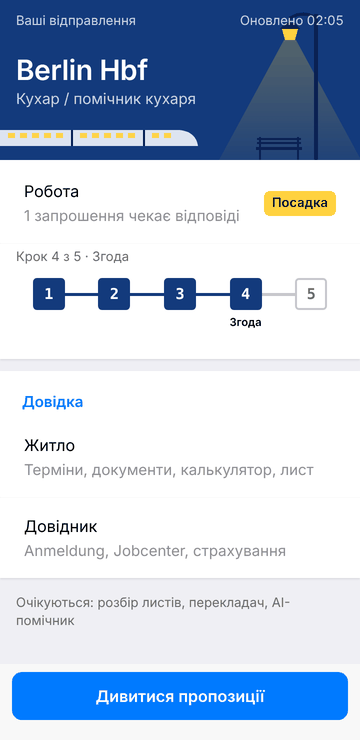 Ваші відправлення
Оновлено 02:05
Berlin Hbf
Кухар / помічник кухаря
Робота
1 запрошення чекає відповіді
Посадка
Крок 4 з 5 · Згода
1 2 3 4 5
Згода
Довідка
Житло
Терміни, документи, калькулятор, лист
Довідник
Anmeldung, Jobcenter, страхування
Очікуються: розбір листів, перекладач, AI-
помічник
Дивитися пропозиції